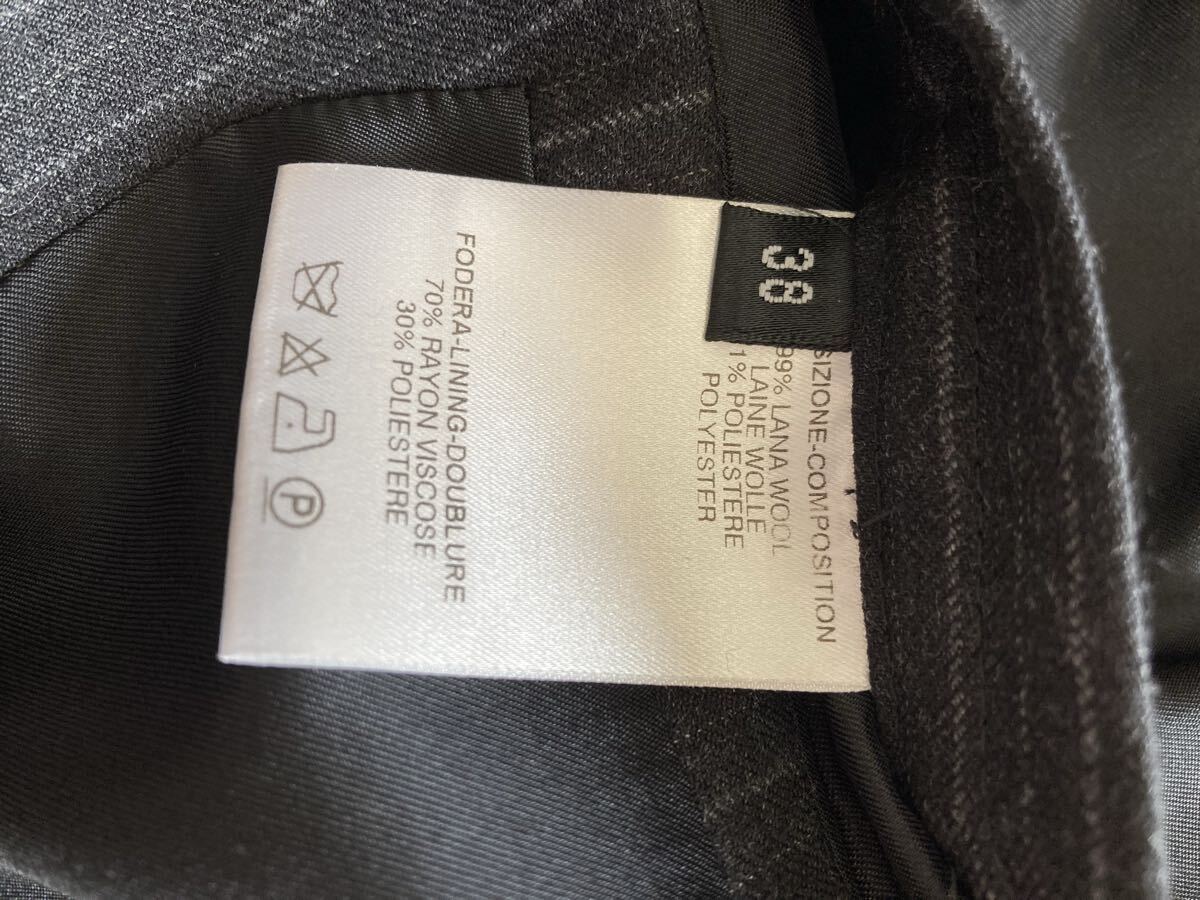 38
SIZIONE-COMPOSITION
99% LANA WOOL
LAINE WOLLE
1% POLIESTERE
POLYESTER
FODERA-LINING-DOUBLURE
70% RAYON VISCOSE
30% POLIESTERE
P